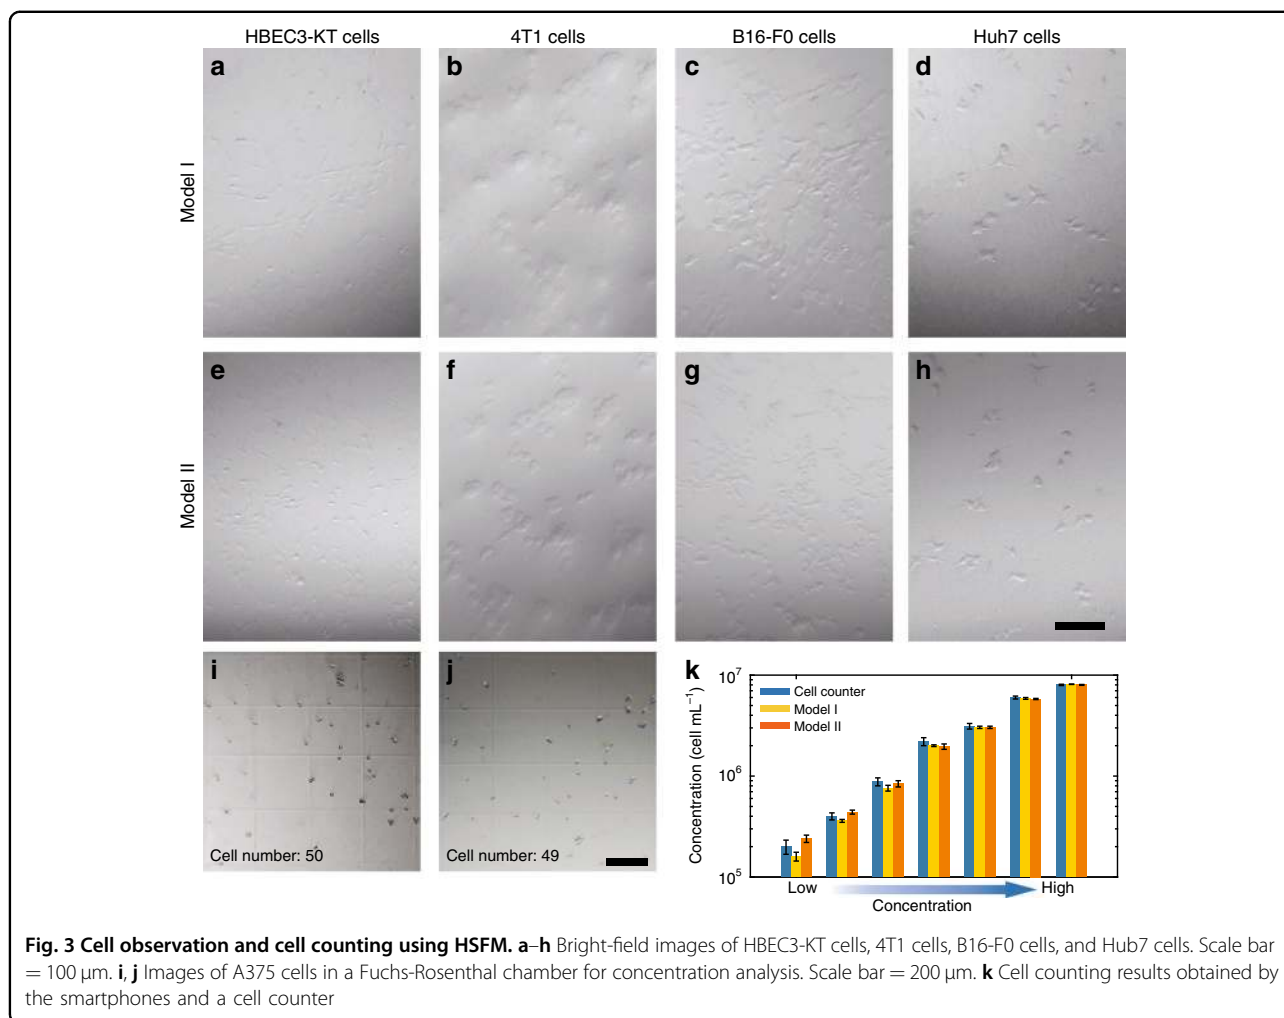 HBEC3-KT cells
4T1 cells
B16-F0 cells
Huh7 cells
a
b
c
d
Model I
e
f
g
h
Model II
i
j
Cell number: 50
Cell number: 49
k
Cell counter
Model I
Model II
Concentration (cell mL⁻¹)
10⁷
10⁶
10⁵
Low
High
Concentration
Fig. 3 Cell observation and cell counting using HSFM. a–h Bright-field images of HBEC3-KT cells, 4T1 cells, B16-F0 cells, and Hub7 cells. Scale bar
= 100 µm. i, j Images of A375 cells in a Fuchs-Rosenthal chamber for concentration analysis. Scale bar = 200 µm. k Cell counting results obtained by
the smartphones and a cell counter